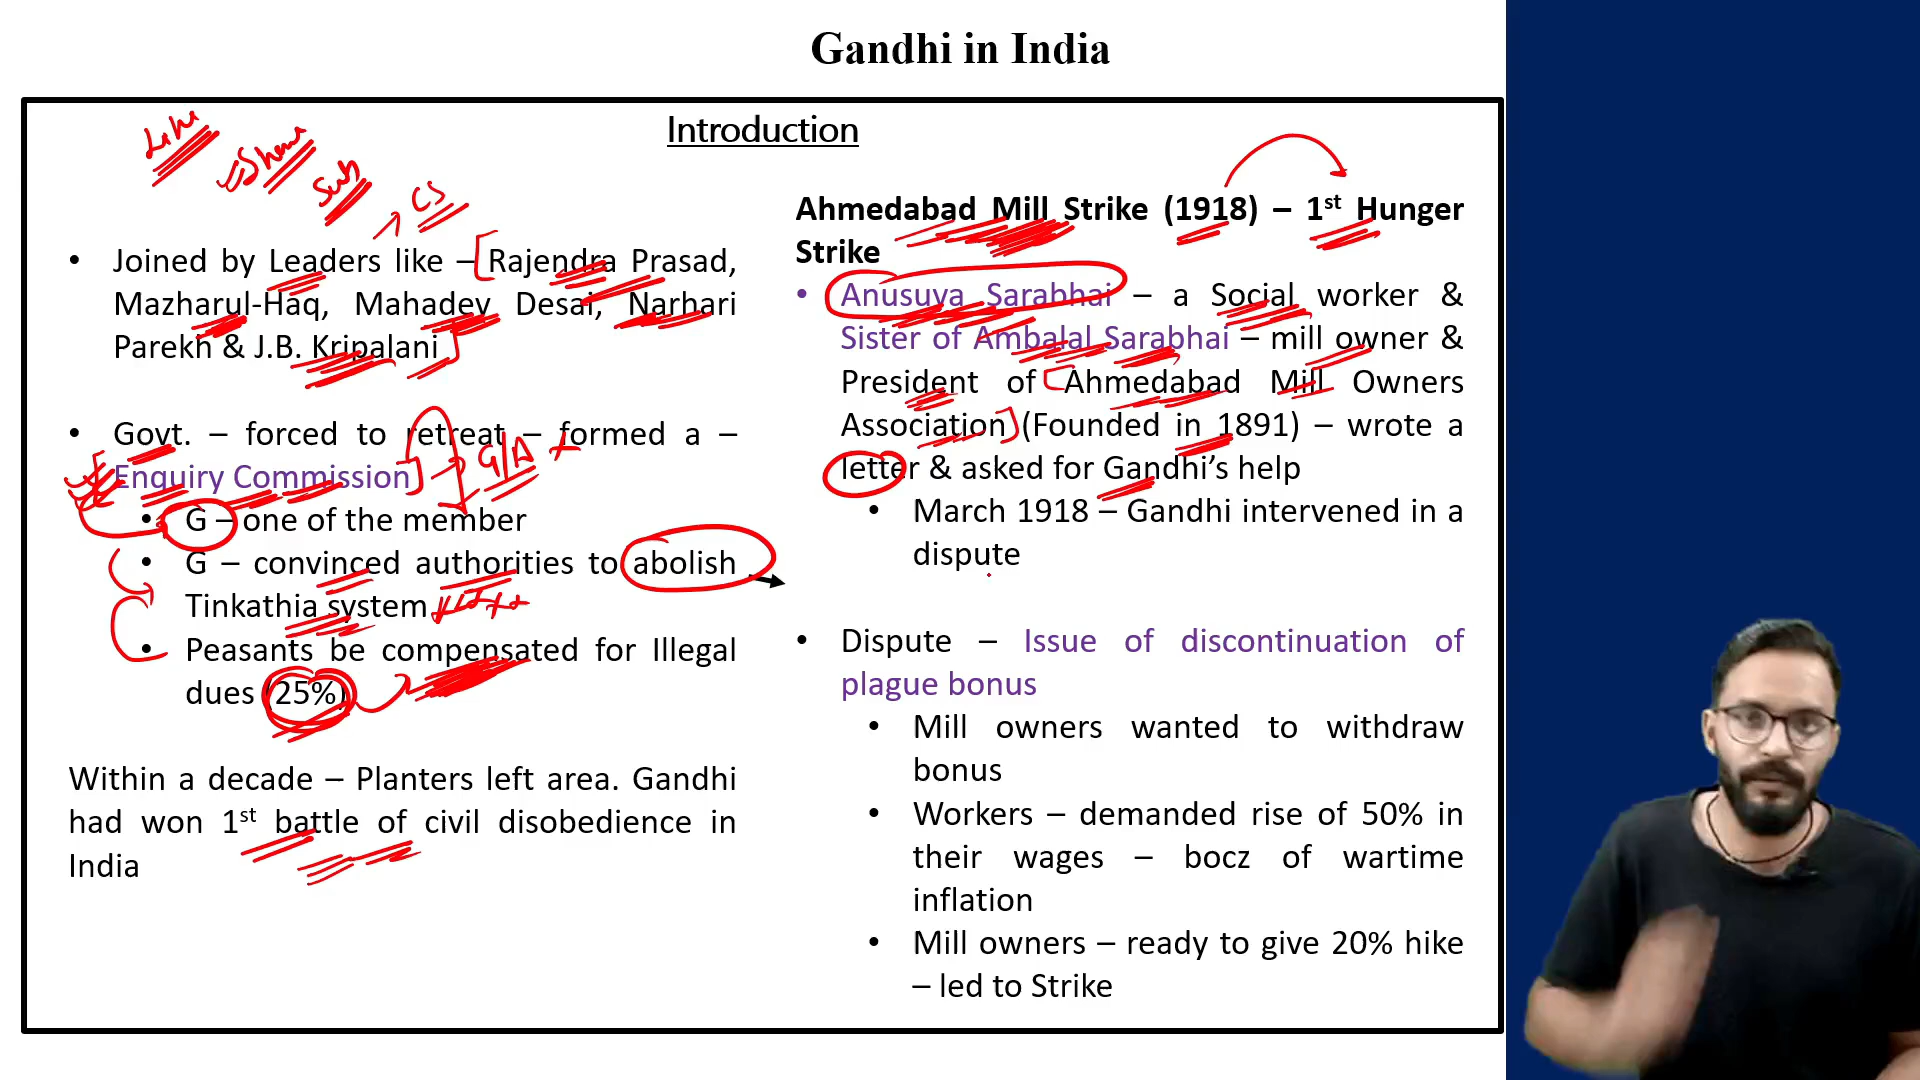 Gandhi in India
Introduction
CS
• Joined by Leaders like – Rajendra Prasad,
Mazharul-Haq, Mahadev Desai, Narhari
Parekh & J.B. Kripalani
• Govt. – forced to retreat – formed a –
Enquiry Commission
G/A
• G – one of the member
• G – convinced authorities to abolish
Tinkathia system
• Peasants be compensated for Illegal
dues (25%)
Within a decade – Planters left area. Gandhi
had won 1st battle of civil disobedience in
India
Ahmedabad Mill Strike (1918) – 1st Hunger
Strike
• Anusuya Sarabhai – a Social worker &
Sister of Ambalal Sarabhai – mill owner &
President of Ahmedabad Mill Owners
Association (Founded in 1891) – wrote a
letter & asked for Gandhi's help
• March 1918 – Gandhi intervened in a
dispute
• Dispute – Issue of discontinuation of
plague bonus
• Mill owners wanted to withdraw
bonus
• Workers – demanded rise of 50% in
their wages – bocz of wartime
inflation
• Mill owners – ready to give 20% hike
– led to Strike